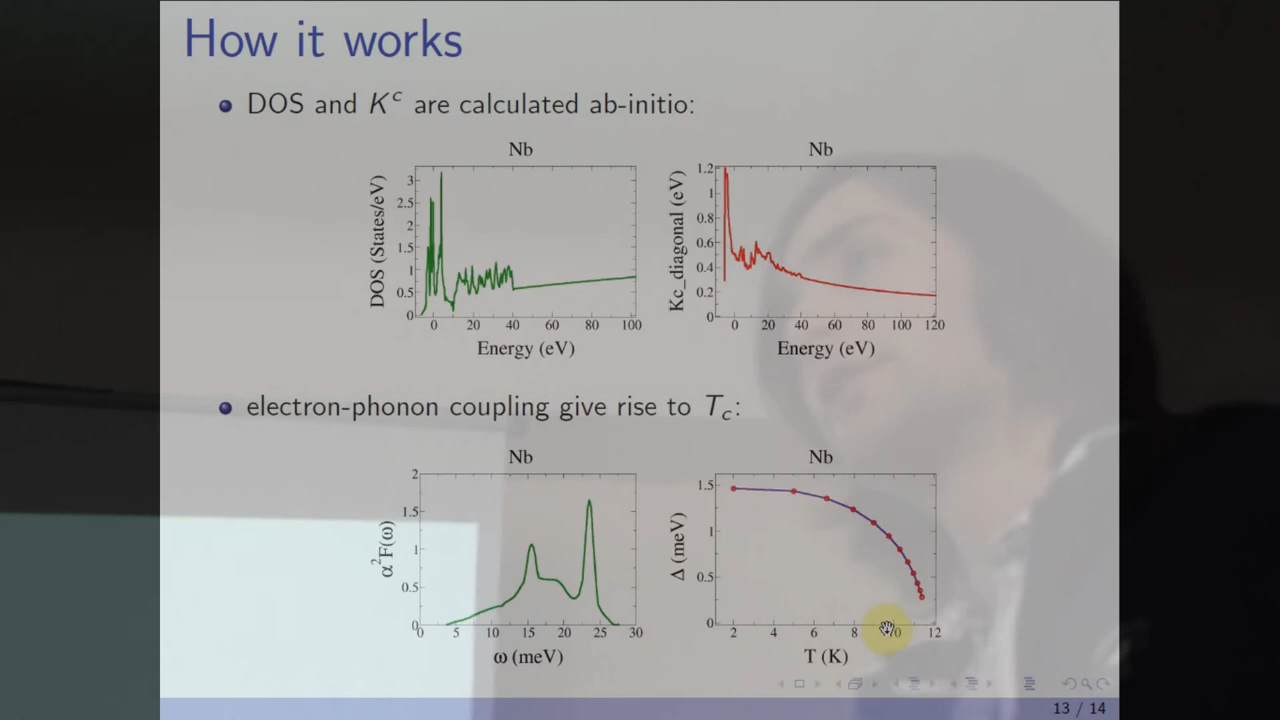 How it works
DOS and K^c are calculated ab-initio:
Nb
DOS (States/eV)
3
2.5
2
1.5
1
0.5
0
0 20 40 60 80 100
Energy (eV)
Nb
Kc_diagonal (eV)
1.2
1
0.8
0.6
0.4
0.2
0
0 20 40 60 80 100 120
Energy (eV)
electron-phonon coupling give rise to T_c:
Nb
α²F(ω)
2
1.5
1
0.5
0
0 5 10 15 20 25 30
ω (meV)
Nb
Δ (meV)
1.5
1
0.5
0
2 4 6 8 10 12
T (K)
13 / 14